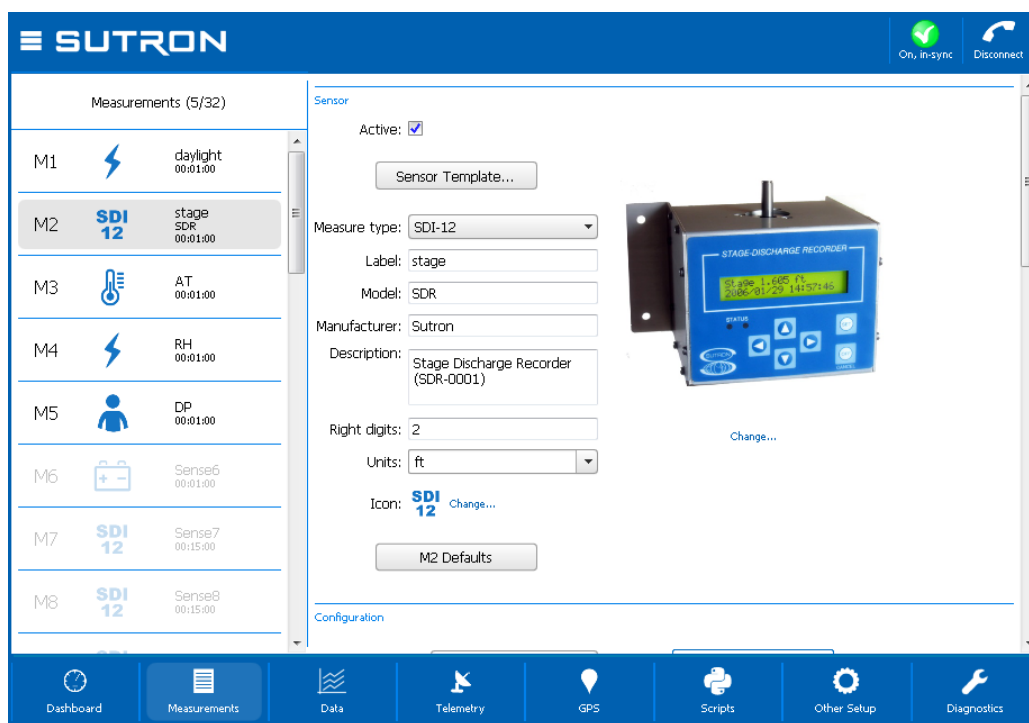 SUTRON
On, in-sync
Disconnect
Measurements (5/32)
M1
daylight
00:01:00
M2
SDI
12
stage
SDR
00:01:00
M3
AT
00:01:00
M4
RH
00:01:00
M5
DP
00:01:00
M6
Sense6
00:01:00
M7
SDI
12
Sense7
00:15:00
M8
SDI
12
Sense8
00:15:00
Sensor
Active:
Sensor Template...
Measure type: SDI-12
Label: stage
Model: SDR
Manufacturer: Sutron
Description: Stage Discharge Recorder
(SDR-0001)
Right digits: 2
Units: ft
Icon: SDI
12 Change...
M2 Defaults
STAGE-DISCHARGE RECORDER
Stage 1.605 ft
2006/01/29 14:57:46
STATUS
SUTRON
CANCEL
Change...
Configuration
Dashboard
Measurements
Data
Telemetry
GPS
Scripts
Other Setup
Diagnostics